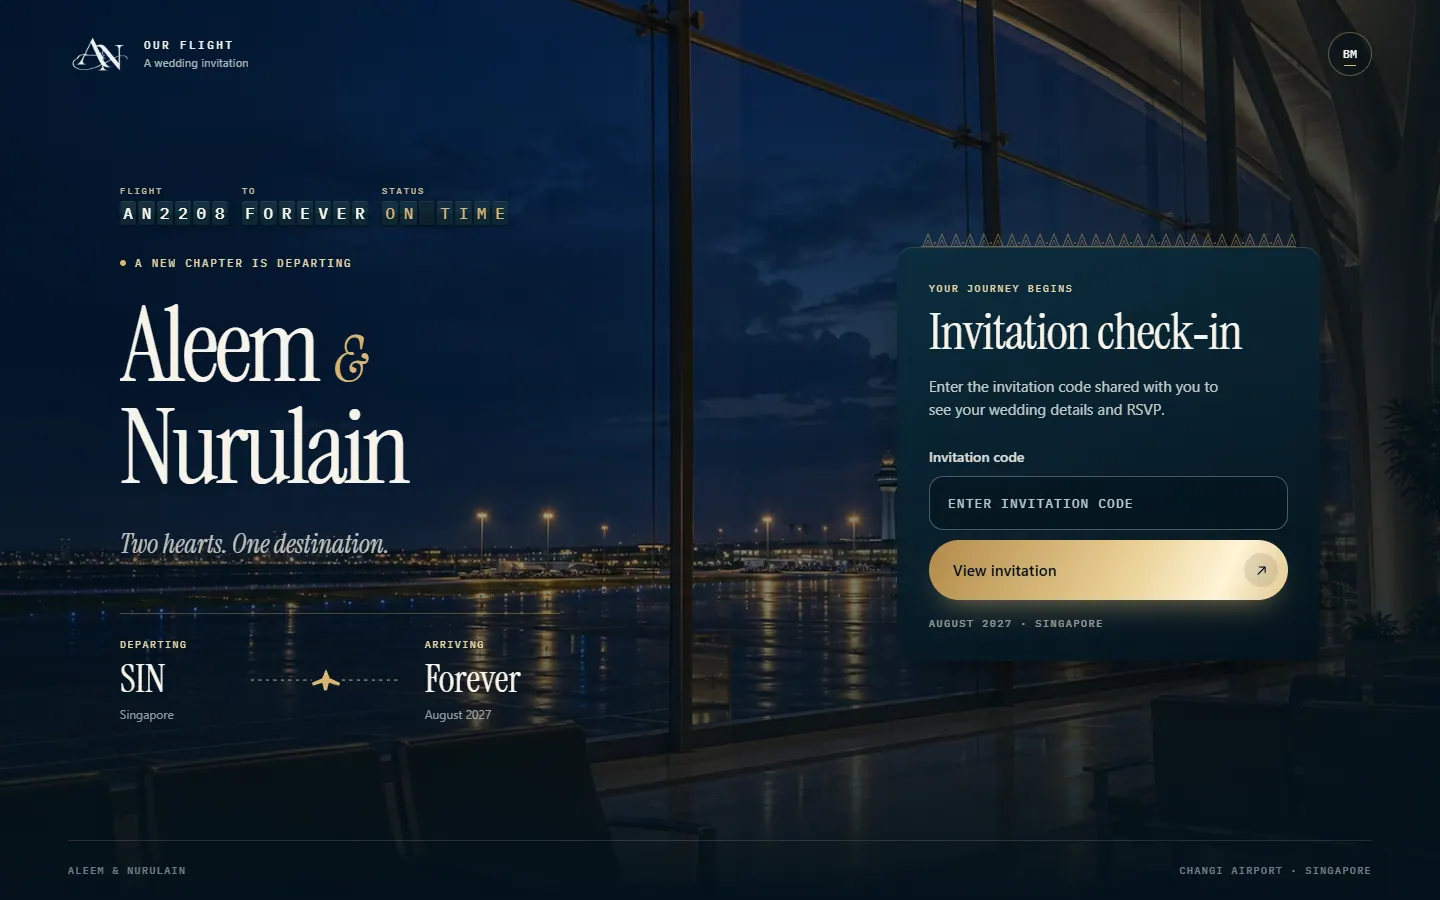 AN
OUR FLIGHT
A wedding invitation
BM
FLIGHT TO STATUS
AN2208 FOREVER ON TIME
A NEW CHAPTER IS DEPARTING
Aleem &
Nurulain
Two hearts. One destination.
DEPARTING
SIN
Singapore
ARRIVING
Forever
August 2027
YOUR JOURNEY BEGINS
Invitation check-in
Enter the invitation code shared with you to
see your wedding details and RSVP.
Invitation code
ENTER INVITATION CODE
View invitation
AUGUST 2027 • SINGAPORE
ALEEM & NURULAIN
CHANGI AIRPORT • SINGAPORE